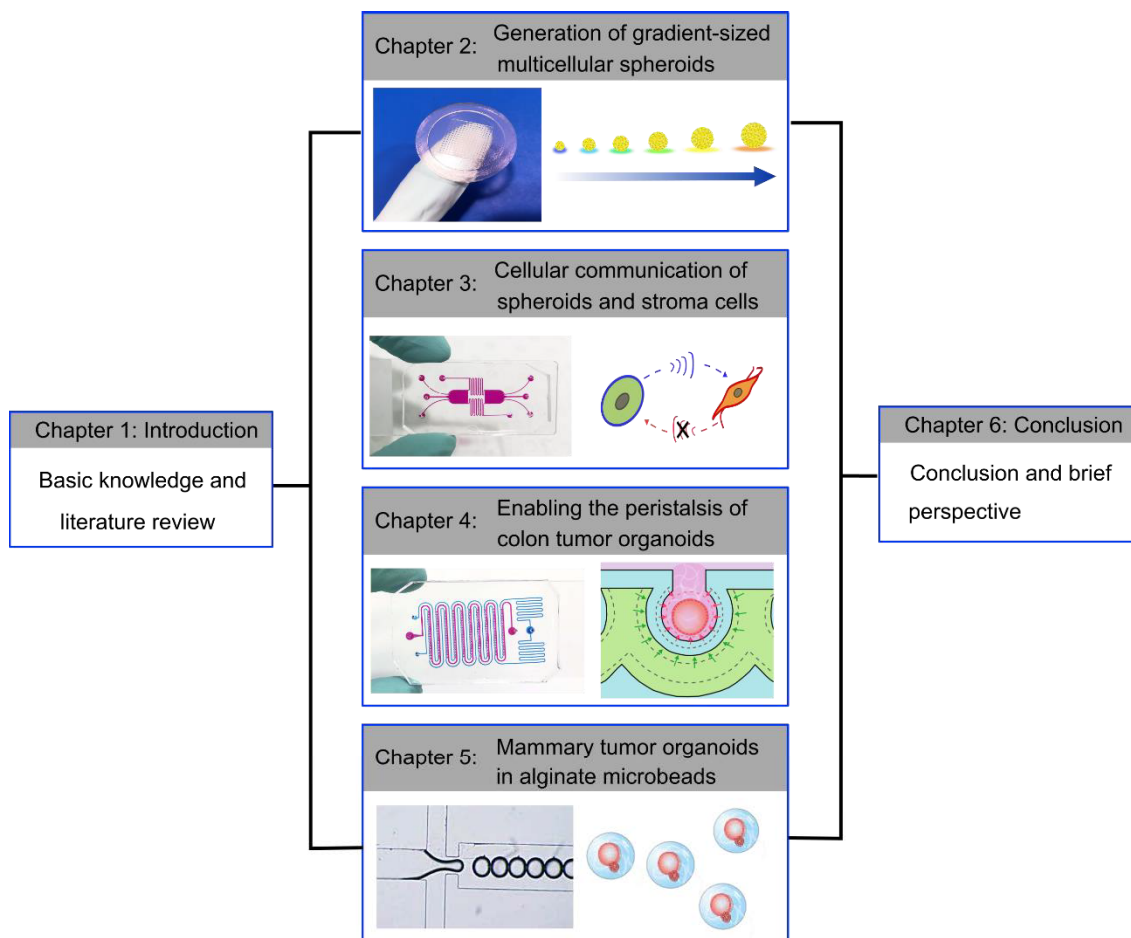 Chapter 1: Introduction
Basic knowledge and
literature review
Chapter 2: Generation of gradient-sized
multicellular spheroids
Chapter 3: Cellular communication of
spheroids and stroma cells
X
Chapter 4: Enabling the peristalsis of
colon tumor organoids
Chapter 5: Mammary tumor organoids
in alginate microbeads
Chapter 6: Conclusion
Conclusion and brief
perspective